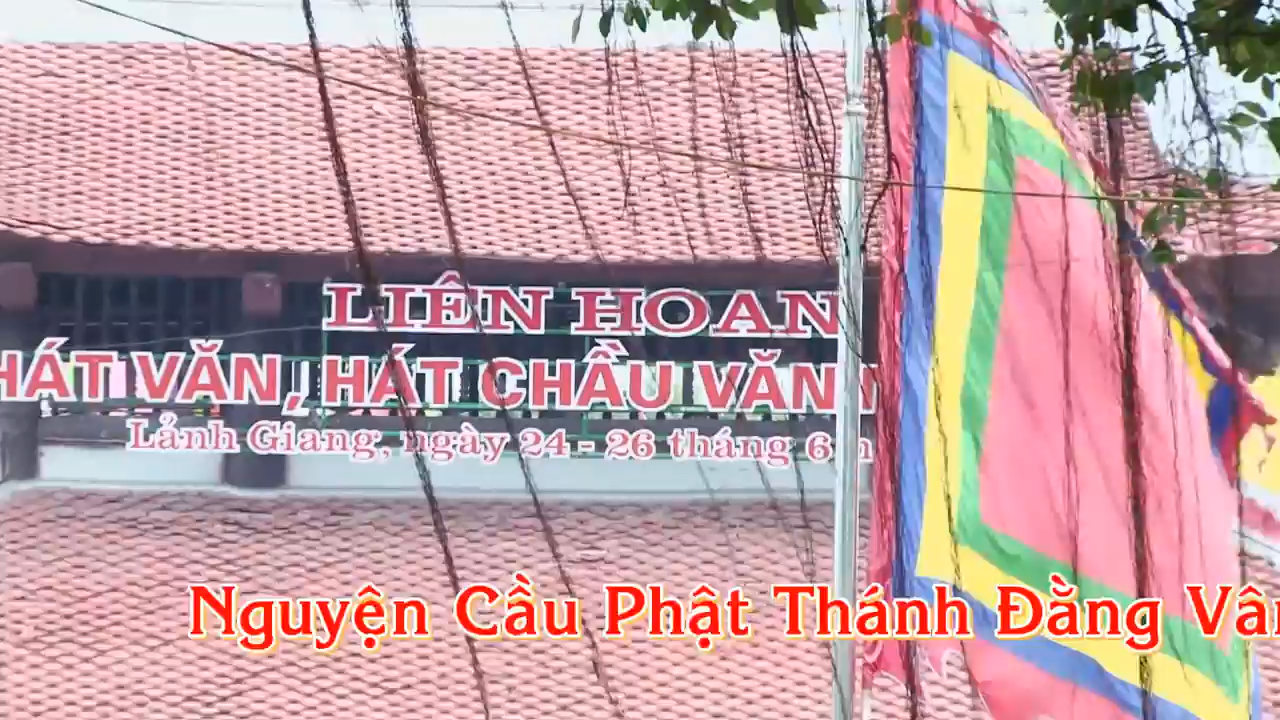 LIÊN HOAN
HÁT VĂN, HÁT CHẦU VĂN
Lảnh Giang, ngày 24 - 26 tháng 6
Nguyện Cầu Phật Thánh Đằng Vân